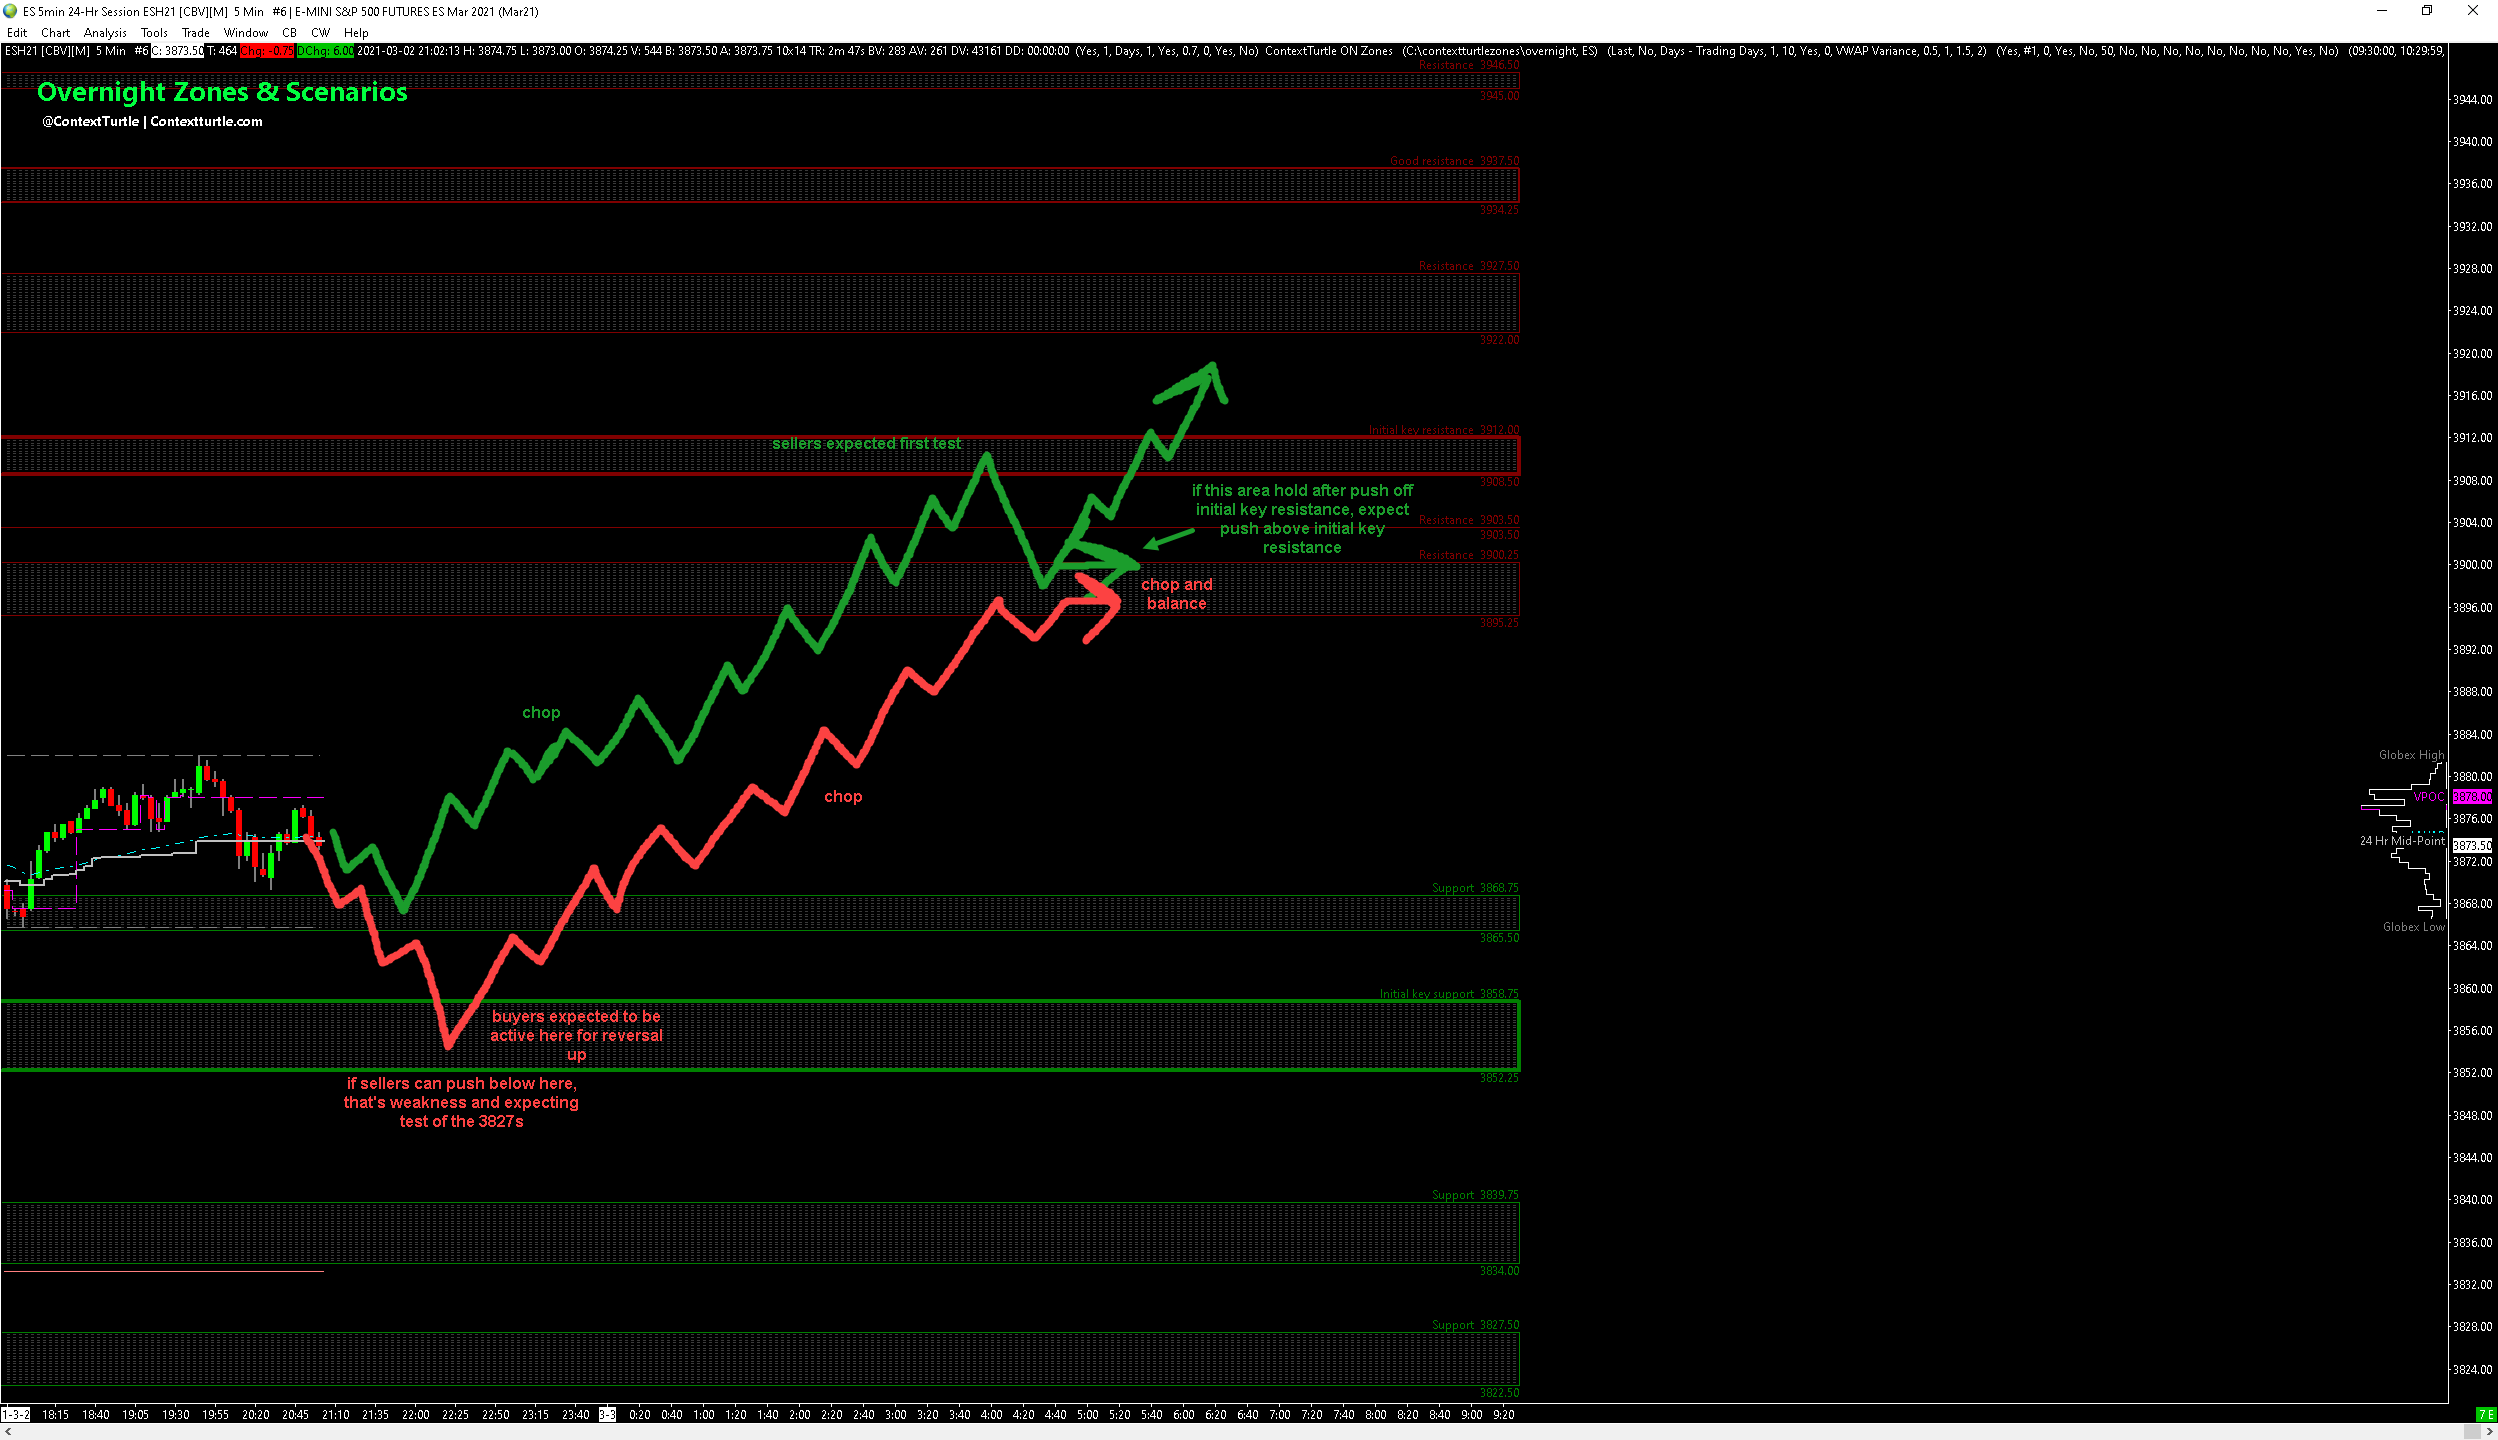 ES 5min 24-Hr Session ESH21 [CBV][M]  5 Min  #6 | E-MINI S&P 500 FUTURES ES Mar 2021 (Mar21)
Edit Chart Analysis Tools Trade Window CB CW Help
ESH21 [CBV][M]  5 Min  #6 C: 3873.50 T: 464 Chg: -0.75 DChg: 6.00 2021-03-02 21:02:13 H: 3874.75 L: 3873.00 O: 3874.25 V: 544 B: 3873.50 A: 3873.75 10x14 TR: 2m 47s BV: 283 AV: 261 DV: 43161 DD: 00:00:00 (Yes, 1, Days, 1, Yes, 0.7, 0, Yes, No) ContextTurtle ON Zones (C:\contextturtlezones\overnight, ES) (Last, No, Days - Trading Days, 1, 10, Yes, 0, VWAP Variance, 0.5, 1, 1.5, 2) (Yes, #1, 0, Yes, No, 50, No, No, No, No, No, No, No, No, Yes, No) (09:30:00, 10:29:59,
Resistance 3946.50
Overnight Zones & Scenarios
3945.00
3944.00
@ContextTurtle | Contextturtle.com
3940.00
Good resistance 3937.50
3936.00
3934.25
3932.00
Resistance 3927.50
3928.00
3924.00
3922.00
3920.00
3916.00
Initial key resistance 3912.00
3912.00
sellers expected first test
3908.50
3908.00
if this area hold after push off
initial key resistance, expect
push above initial key
resistance
Resistance 3903.50
3904.00
3903.50
Resistance 3900.25
3900.00
chop and
balance
3896.00
3895.25
3892.00
3888.00
chop
3884.00
Globex High
3880.00
chop
VPOC 3878.00
3876.00
24 Hr Mid-Point
3873.50
3872.00
Support 3868.75
3868.00
Globex Low
3865.50
3864.00
Initial key support 3858.75
3860.00
buyers expected to be
active here for reversal
up
3856.00
3852.25
3852.00
if sellers can push below here,
that's weakness and expecting
test of the 3827s
3848.00
3844.00
Support 3839.75
3840.00
3836.00
3834.00
3832.00
Support 3827.50
3828.00
3824.00
3822.50
1-3-2 18:15 18:40 19:05 19:30 19:55 20:20 20:45 21:10 21:35 22:00 22:25 22:50 23:15 23:40 3-3 0:20 0:40 1:00 1:20 1:40 2:00 2:20 2:40 3:00 3:20 3:40 4:00 4:20 4:40 5:00 5:20 5:40 6:00 6:20 6:40 7:00 7:20 7:40 8:00 8:20 8:40 9:00 9:20
7 E